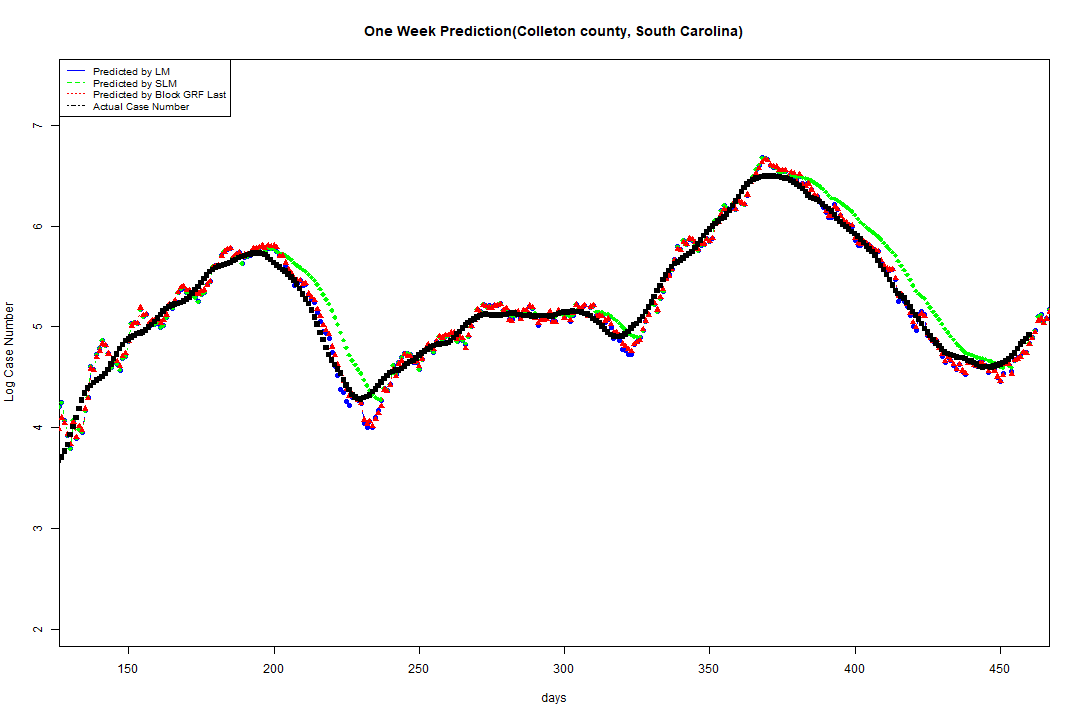 One Week Prediction(Colleton county, South Carolina)
Predicted by LM
Predicted by SLM
Predicted by Block GRF Last
Actual Case Number
7
6
5
4
3
2
Log Case Number
150 200 250 300 350 400 450
days